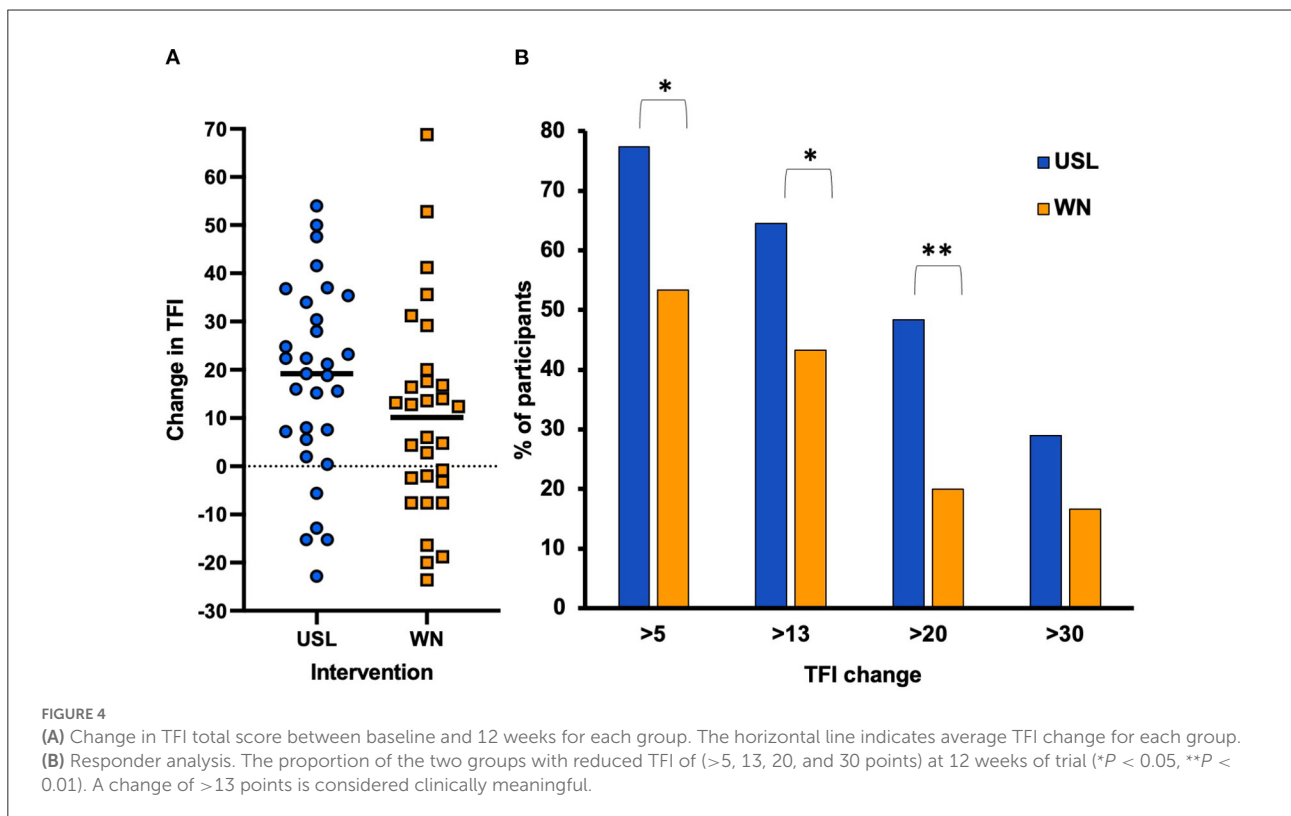 A
B
70
60
50
40
30
20
10
0
-10
-20
-30
Change in TFI
USL
WN
Intervention
80
70
60
50
40
30
20
10
0
% of participants
*
*
**
USL
WN
>5
>13
>20
>30
TFI change
FIGURE 4
(A) Change in TFI total score between baseline and 12 weeks for each group. The horizontal line indicates average TFI change for each group.
(B) Responder analysis. The proportion of the two groups with reduced TFI of (>5, 13, 20, and 30 points) at 12 weeks of trial (*P < 0.05, **P <
0.01). A change of >13 points is considered clinically meaningful.